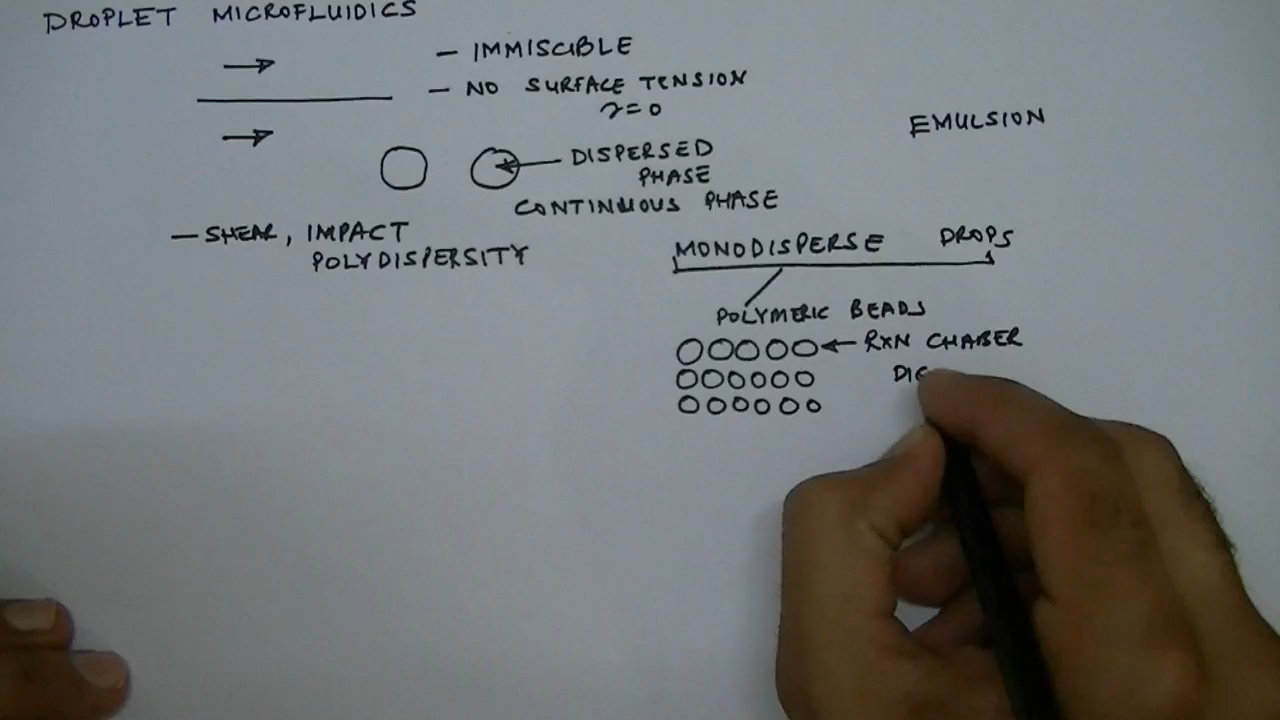 DROPLET MICROFLUIDICS
- IMMISCIBLE
- NO SURFACE TENSION
γ=0
EMULSION
DISPERSED
PHASE
CONTINUOUS PHASE
- SHEAR, IMPACT
POLYDISPERSITY
MONODISPERSE DROPS
POLYMERIC BEADS
RXN CHABER
DIG